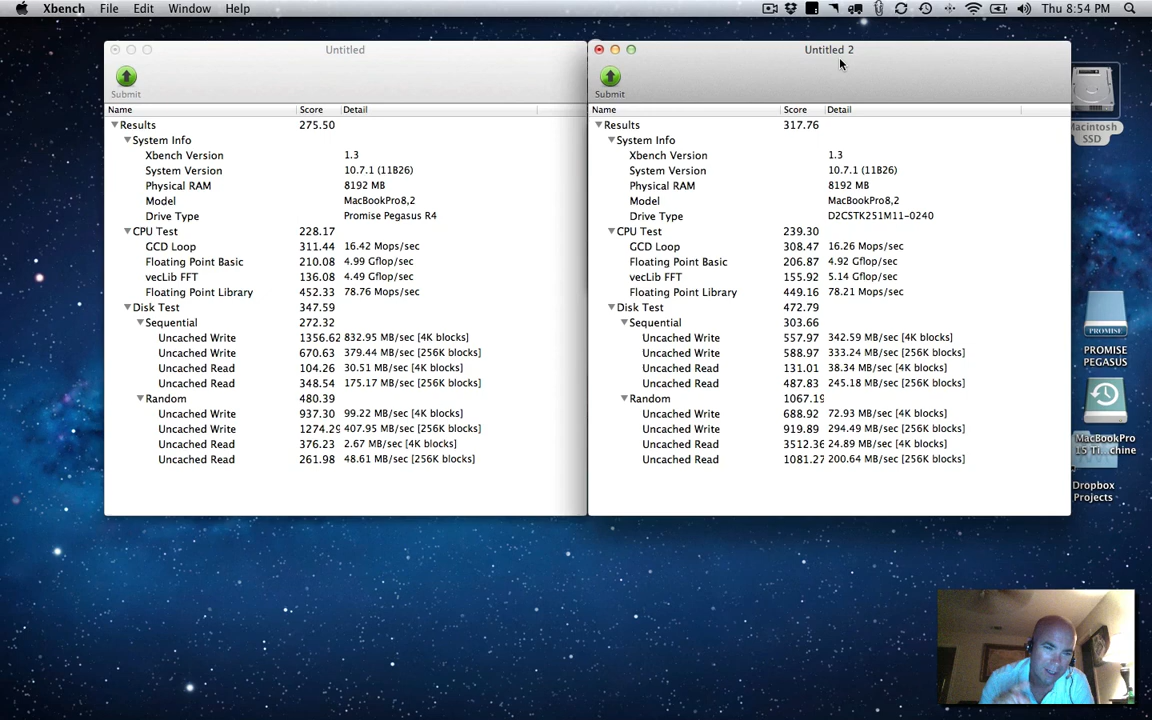 Xbench File Edit Window Help Thu 8:54 PM
Untitled
Submit
Name Score Detail
Results 275.50
System Info
Xbench Version 1.3
System Version 10.7.1 (11B26)
Physical RAM 8192 MB
Model MacBookPro8,2
Drive Type Promise Pegasus R4
CPU Test 228.17
GCD Loop 311.44 16.42 Mops/sec
Floating Point Basic 210.08 4.99 Gflop/sec
vecLib FFT 136.08 4.49 Gflop/sec
Floating Point Library 452.33 78.76 Mops/sec
Disk Test 347.59
Sequential 272.32
Uncached Write 1356.62 832.95 MB/sec [4K blocks]
Uncached Write 670.63 379.44 MB/sec [256K blocks]
Uncached Read 104.26 30.51 MB/sec [4K blocks]
Uncached Read 348.54 175.17 MB/sec [256K blocks]
Random 480.39
Uncached Write 937.30 99.22 MB/sec [4K blocks]
Uncached Write 1274.29 407.95 MB/sec [256K blocks]
Uncached Read 376.23 2.67 MB/sec [4K blocks]
Uncached Read 261.98 48.61 MB/sec [256K blocks]
Untitled 2
Submit
Name Score Detail
Results 317.76
System Info
Xbench Version 1.3
System Version 10.7.1 (11B26)
Physical RAM 8192 MB
Model MacBookPro8,2
Drive Type D2CSTK251M11-0240
CPU Test 239.30
GCD Loop 308.47 16.26 Mops/sec
Floating Point Basic 206.87 4.92 Gflop/sec
vecLib FFT 155.92 5.14 Gflop/sec
Floating Point Library 449.16 78.21 Mops/sec
Disk Test 472.79
Sequential 303.66
Uncached Write 557.97 342.59 MB/sec [4K blocks]
Uncached Write 588.97 333.24 MB/sec [256K blocks]
Uncached Read 131.01 38.34 MB/sec [4K blocks]
Uncached Read 487.83 245.18 MB/sec [256K blocks]
Random 1067.19
Uncached Write 688.92 72.93 MB/sec [4K blocks]
Uncached Write 919.89 294.49 MB/sec [256K blocks]
Uncached Read 3512.36 24.89 MB/sec [4K blocks]
Uncached Read 1081.27 200.64 MB/sec [256K blocks]
Macintosh
SSD
PROMISE
PROMISE
PEGASUS
MacBookPro
15 Ti...chine
Dropbox
Projects